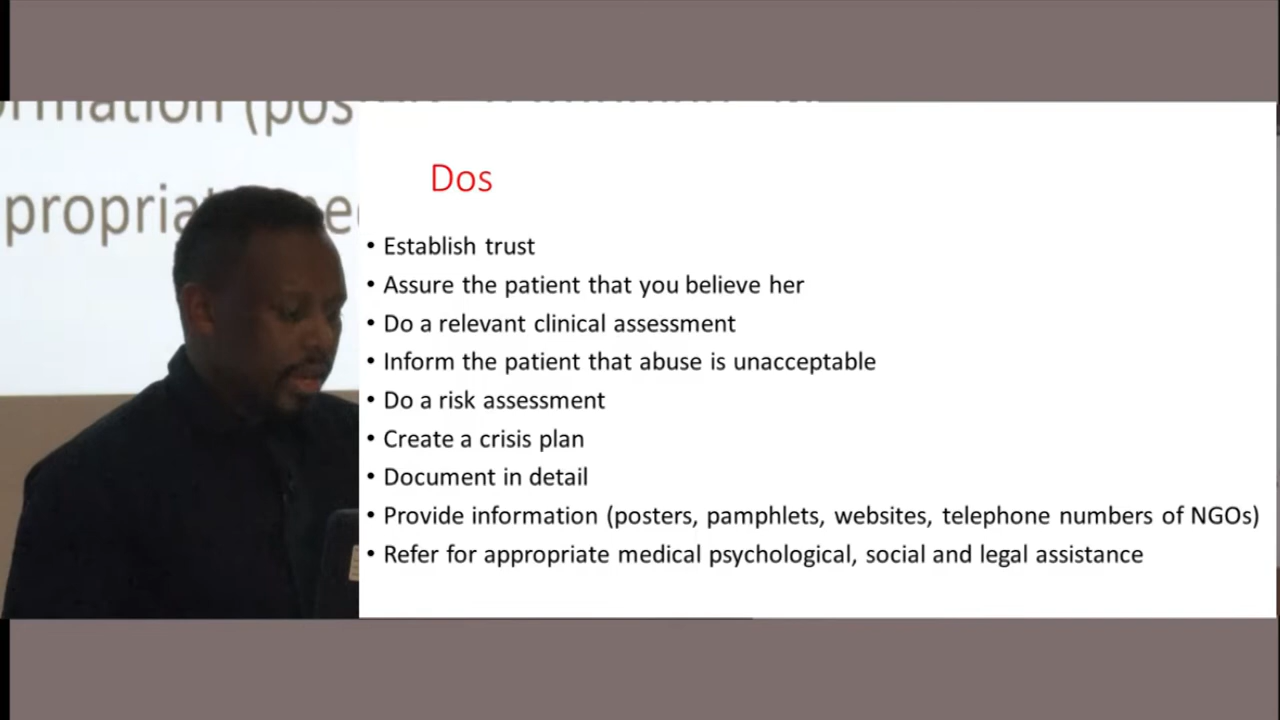 (pos
Dos
• Establish trust
• Assure the patient that you believe her
• Do a relevant clinical assessment
• Inform the patient that abuse is unacceptable
• Do a risk assessment
• Create a crisis plan
• Document in detail
• Provide information (posters, pamphlets, websites, telephone numbers of NGOs)
• Refer for appropriate medical psychological, social and legal assistance